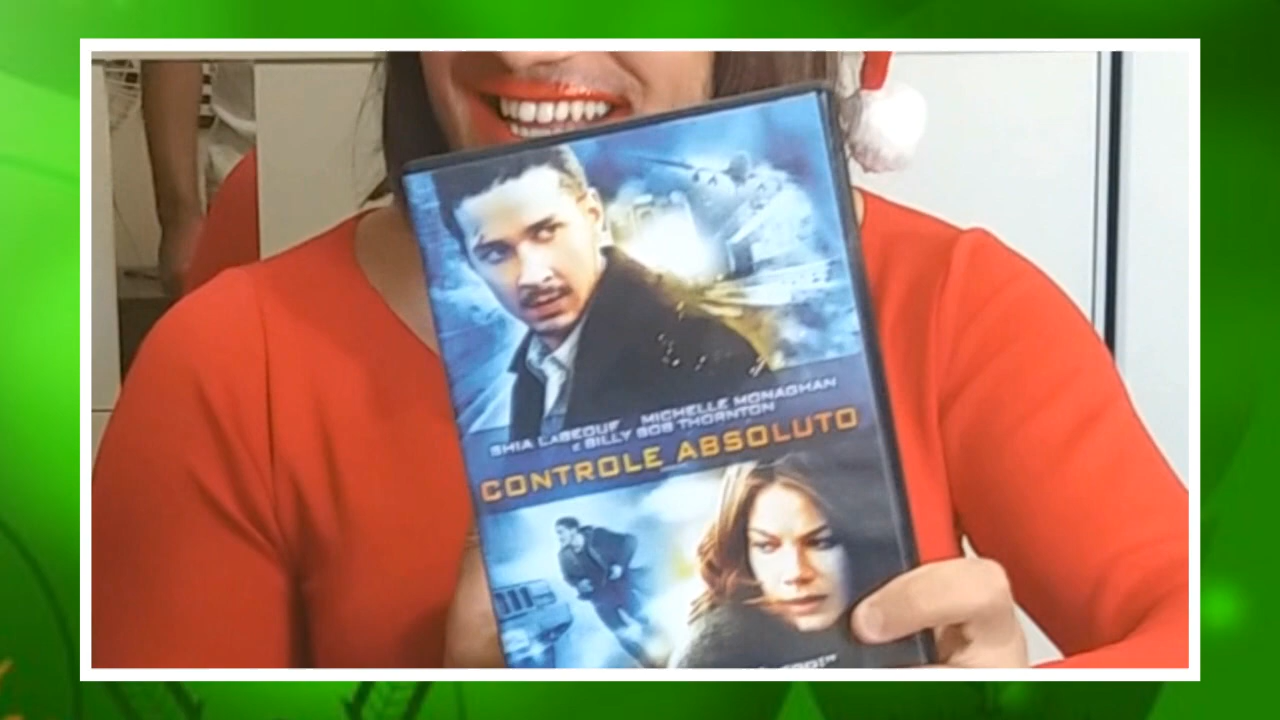 SHIA LABEOUF MICHELLE MONAGHAN
E BILLY BOB THORNTON
CONTROLE ABSOLUTO